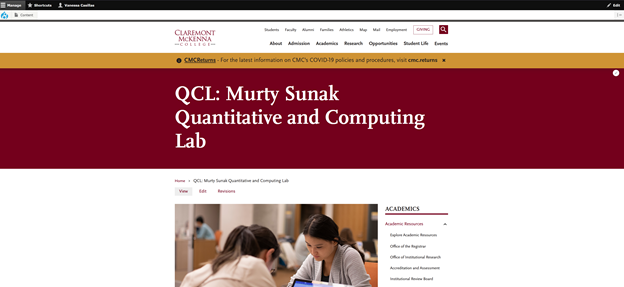 Manage Shortcuts Vanessa Casillas Edit
Content
CLAREMONT
MCKENNA
COLLEGE
Students Faculty Alumni Families Athletics Map Mail Employment GIVING
About Admission Academics Research Opportunities Student Life Events
CMCReturns - For the latest information on CMC's COVID-19 policies and procedures, visit cmc.returns
QCL: Murty Sunak
Quantitative and Computing
Lab
Home » QCL: Murty Sunak Quantitative and Computing Lab
View Edit Revisions
ACADEMICS
Academic Resources
Explore Academic Resources
Office of the Registrar
Office of Institutional Research
Accreditation and Assessment
Institutional Review Board